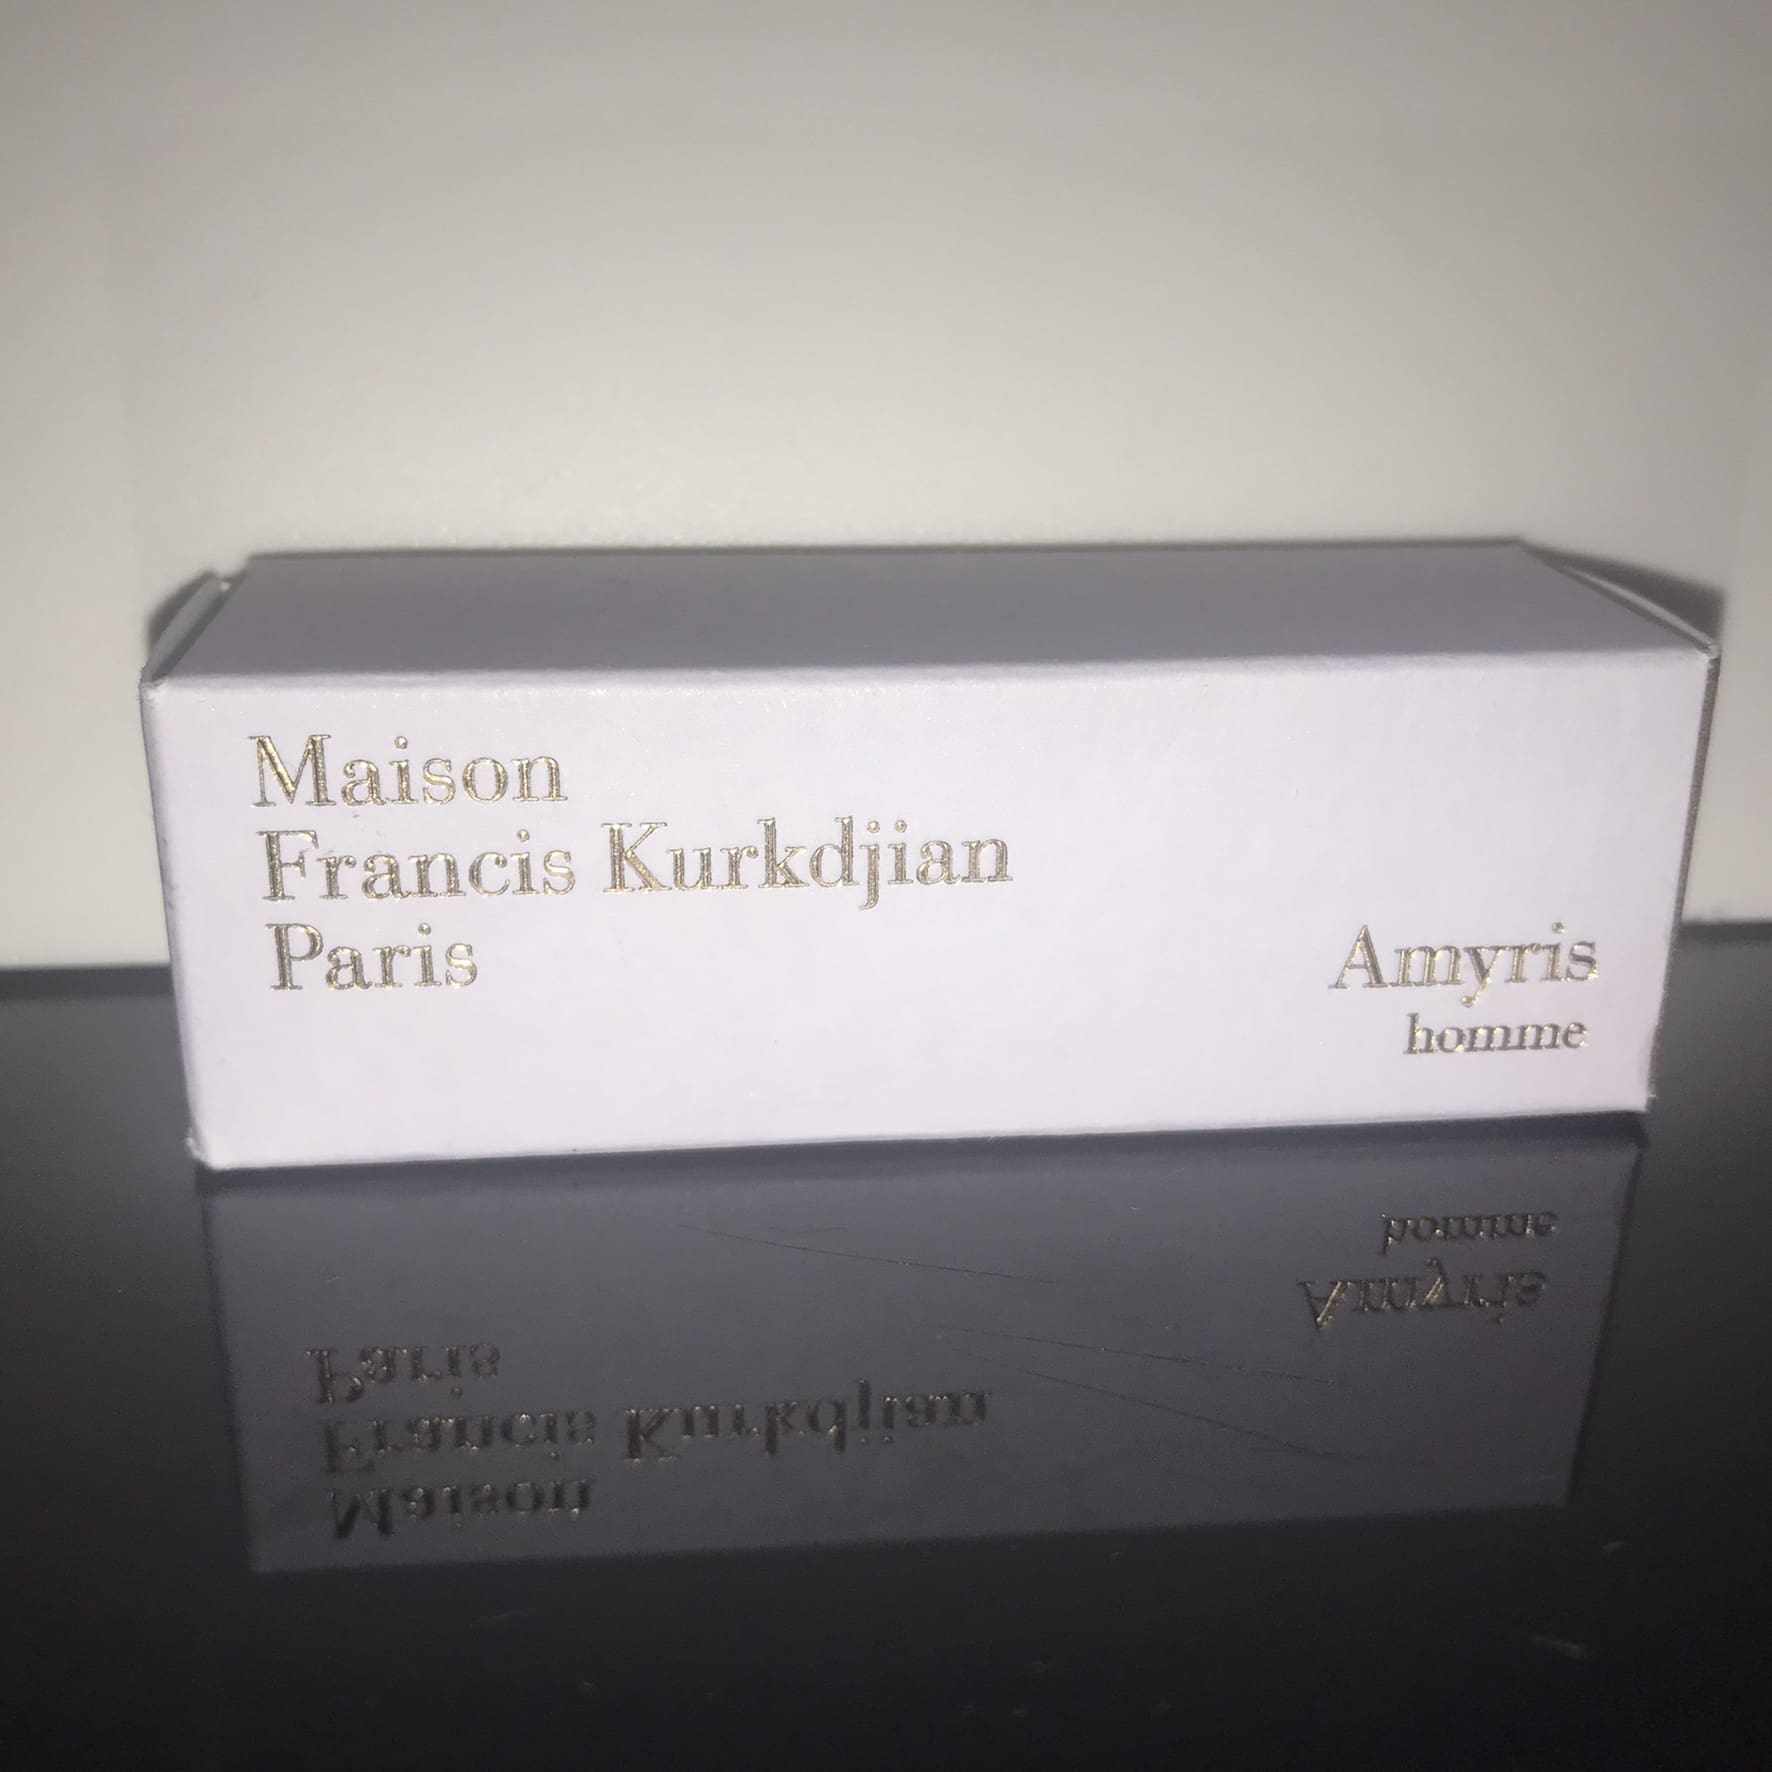 Maison
Francis Kurkdjian
Paris
Amyris
homme